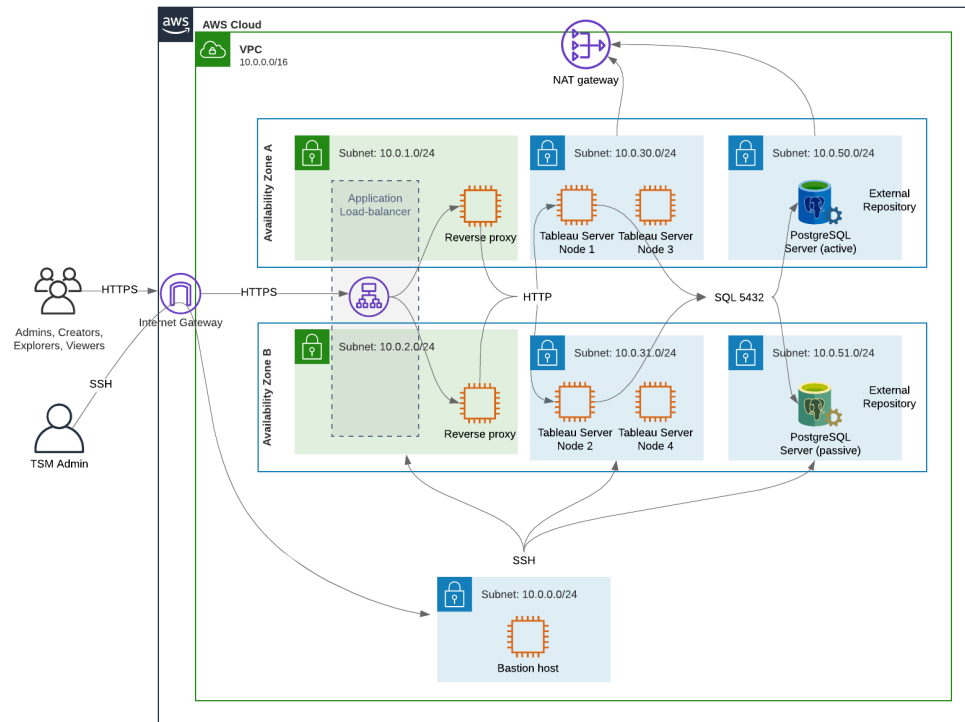 aws
AWS Cloud
VPC
10.0.0.0/16
NAT gateway
Availability Zone A
Subnet: 10.0.1.0/24
Subnet: 10.0.30.0/24
Subnet: 10.0.50.0/24
Application
Load-balancer
Reverse proxy
Tableau Server
Node 1
Tableau Server
Node 3
External
Repository
PostgreSQL
Server (active)
HTTPS
HTTPS
HTTP
SQL 5432
Internet Gateway
Admins, Creators,
Explorers, Viewers
SSH
TSM Admin
Availability Zone B
Subnet: 10.0.2.0/24
Subnet: 10.0.31.0/24
Subnet: 10.0.51.0/24
Reverse proxy
Tableau Server
Node 2
Tableau Server
Node 4
External
Repository
PostgreSQL
Server (passive)
SSH
Subnet: 10.0.0.0/24
Bastion host